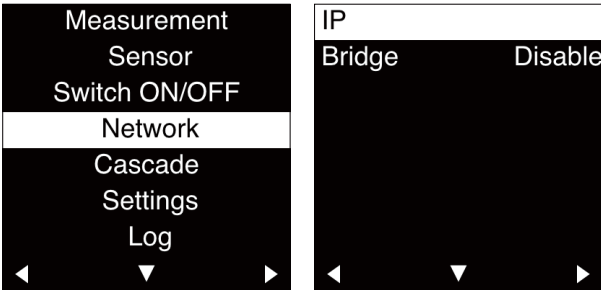 Measurement
Sensor
Switch ON/OFF
Network
Cascade
Settings
Log
IP
Bridge Disable